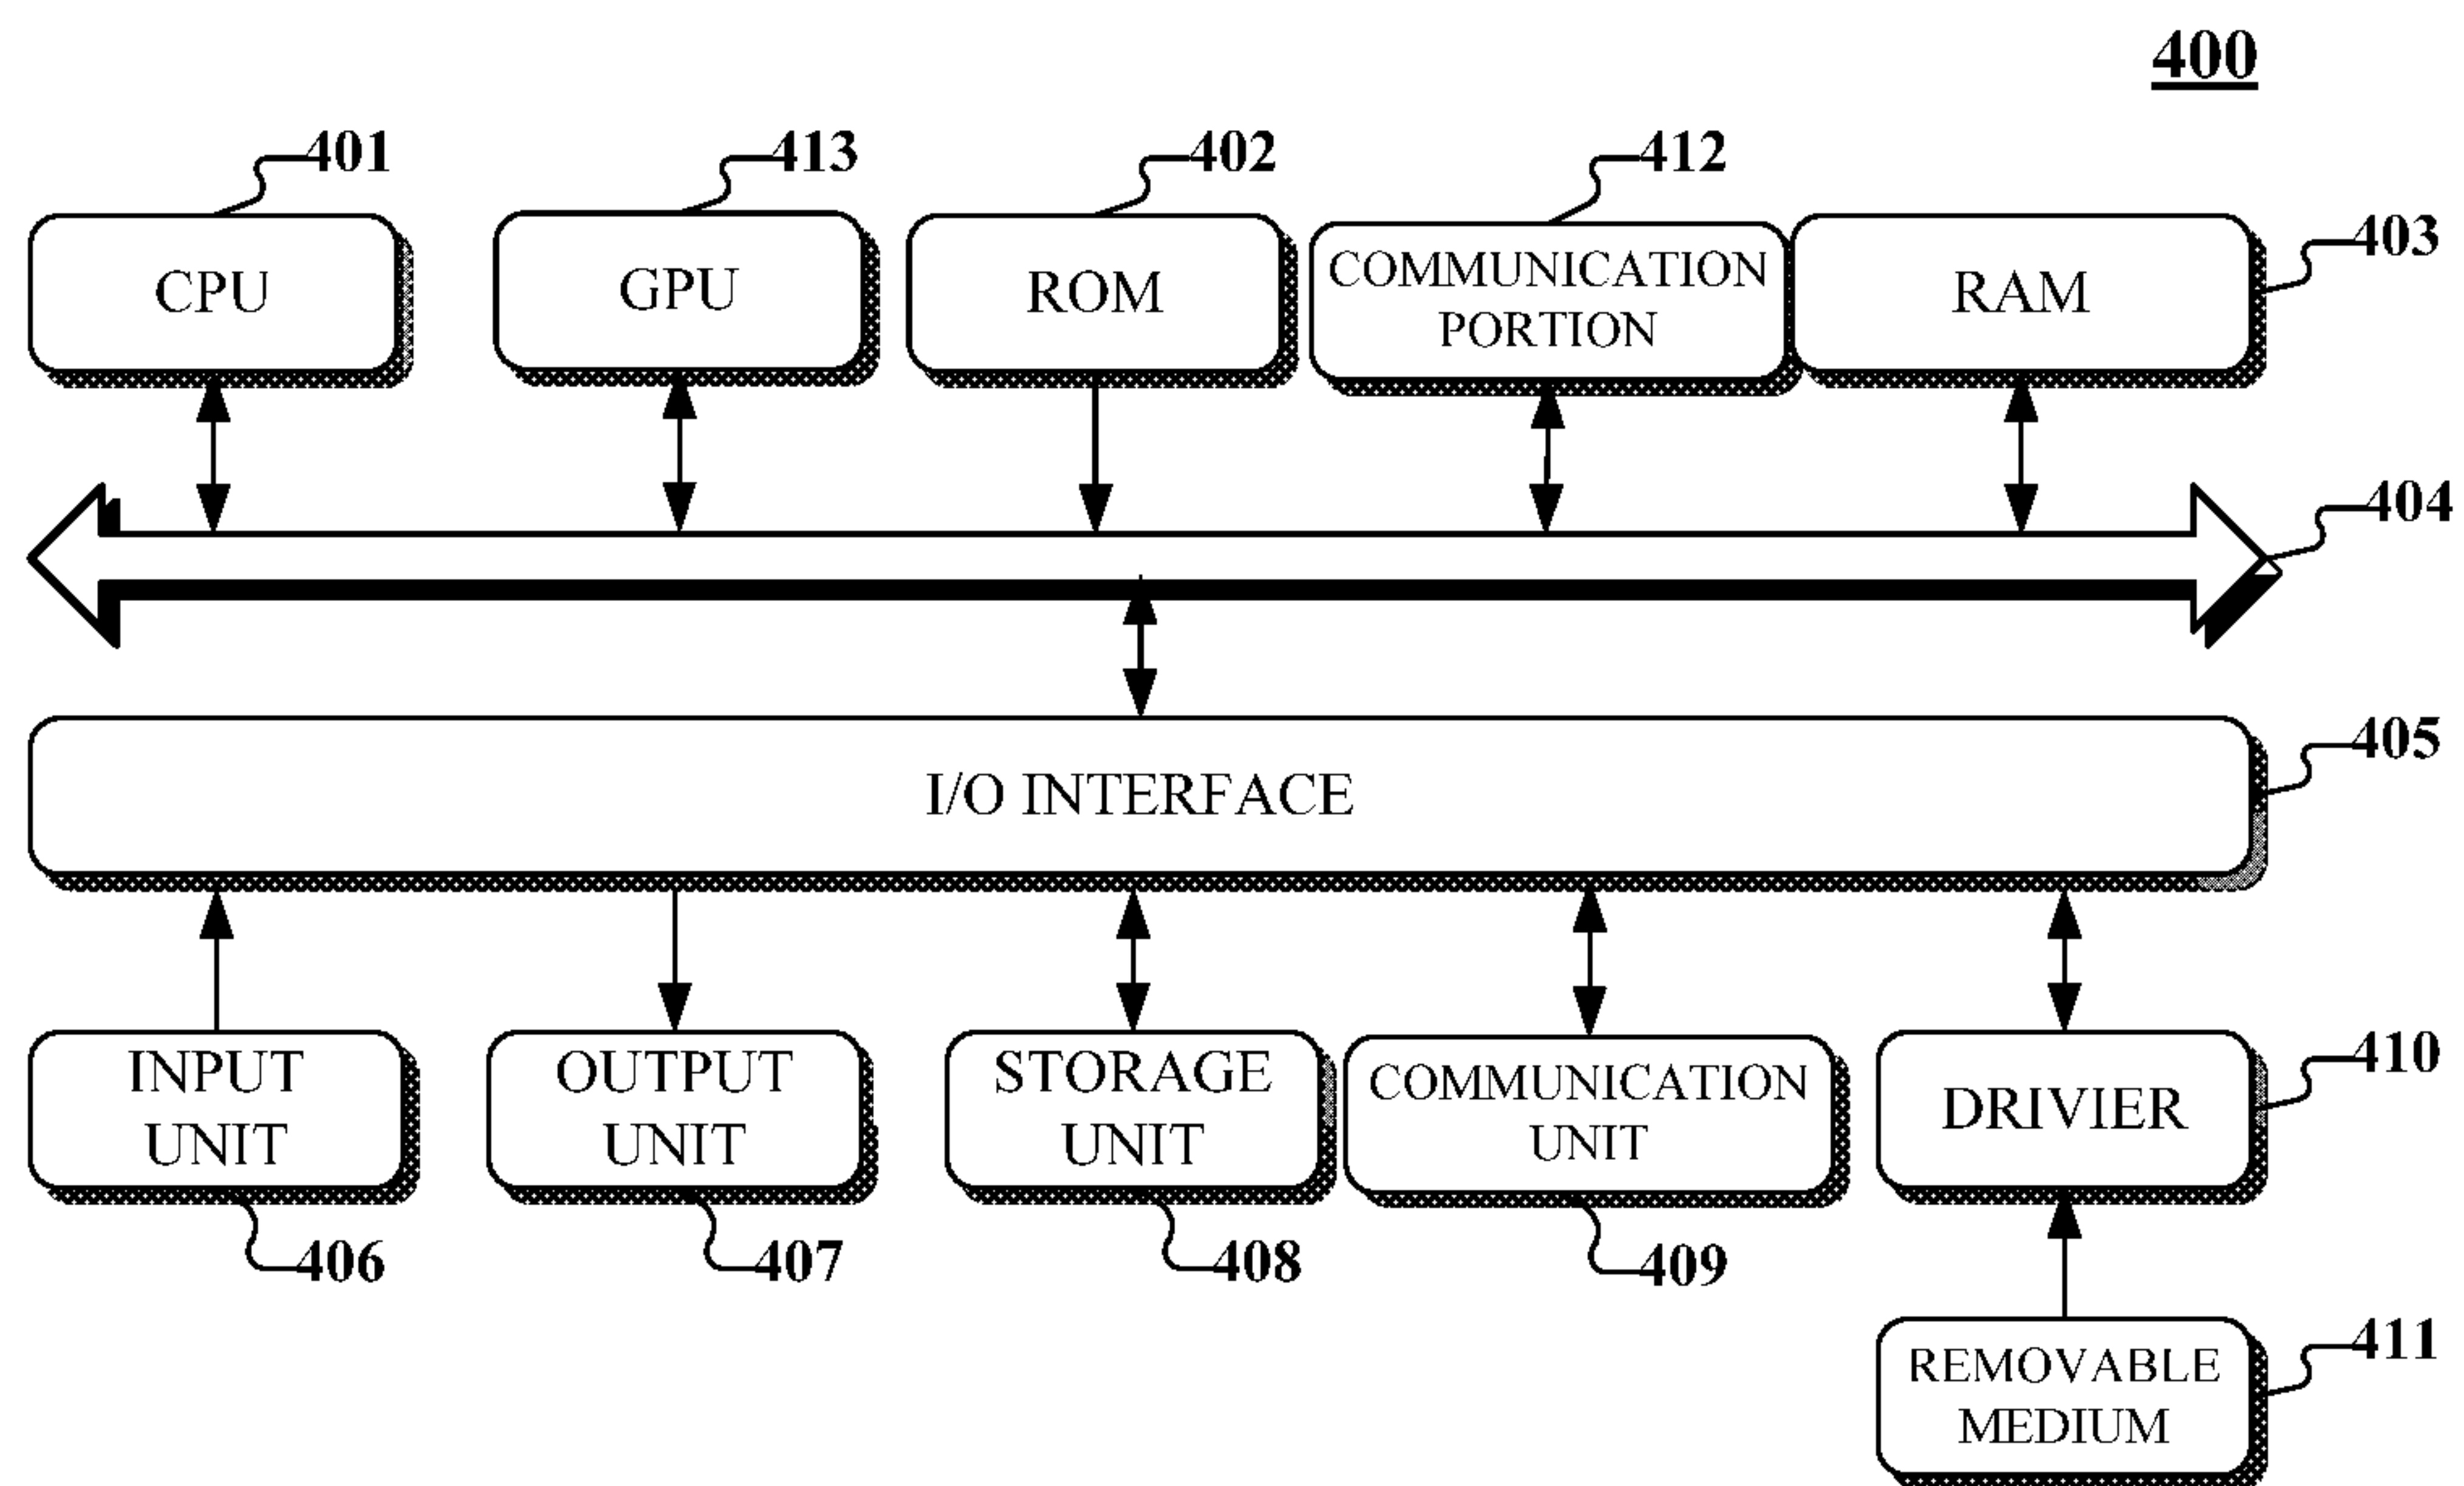 400
401
413
402
412
CPU
GPU
ROM
COMMUNICATION
PORTION
RAM
403
404
I/O INTERFACE
405
INPUT
UNIT
OUTPUT
UNIT
STORAGE
UNIT
COMMUNICATION
UNIT
DRIVIER
410
406
407
408
409
REMOVABLE
MEDIUM
411